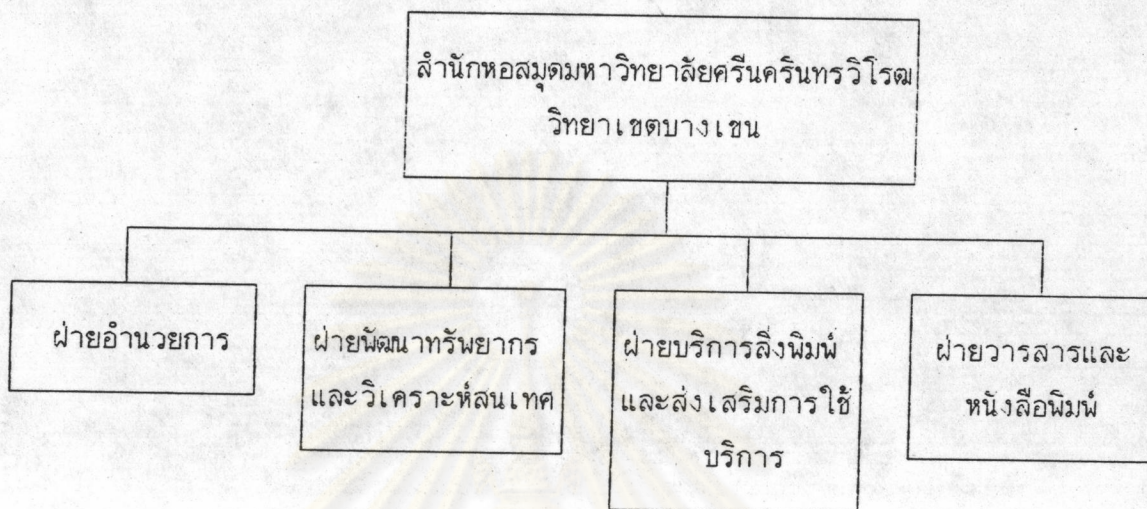 สำนักหอสมุดมหาวิทยาลัยศรีนครินทรวิโรฒ
วิทยาเขตบางเขน
ฝ่ายอำนวยการ
ฝ่ายพัฒนาทรัพยากร
และวิเคราะห์สนเทศ
ฝ่ายบริการสิ่งพิมพ์
และส่งเสริมการใช้
บริการ
ฝ่ายวารสารและ
หนังสือพิมพ์